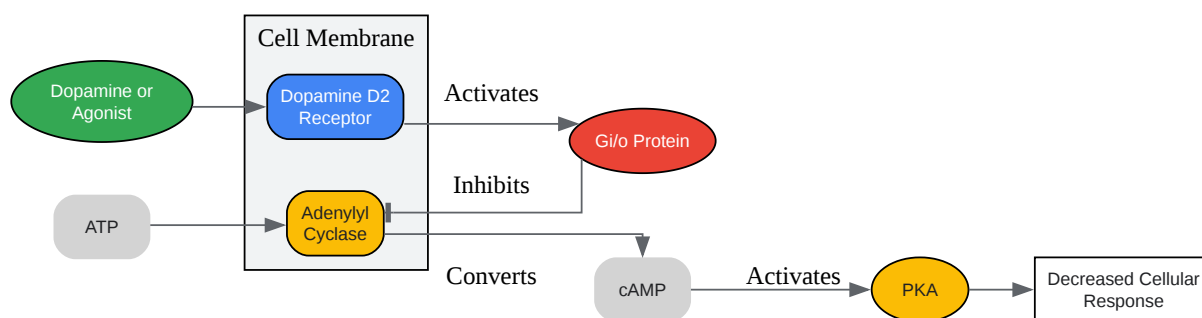 Cell Membrane
Dopamine or
Agonist
Dopamine D2
Receptor
Activates
Gi/o Protein
Inhibits
ATP
Adenylyl
Cyclase
Converts
cAMP
Activates
PKA
Decreased Cellular
Response